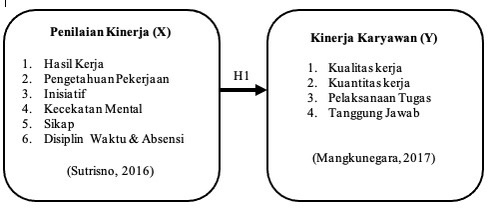 Penilaian Kinerja (X)
1. Hasil Kerja
2. Pengetahuan Pekerjaan
3. Inisiatif
4. Kecekatan Mental
5. Sikap
6. Disiplin Waktu & Absensi
(Sutrisno, 2016)
H1
Kinerja Karyawan (Y)
1. Kualitas kerja
2. Kuantitas kerja
3. Pelaksanaan Tugas
4. Tanggung Jawab
(Mangkunegara, 2017)